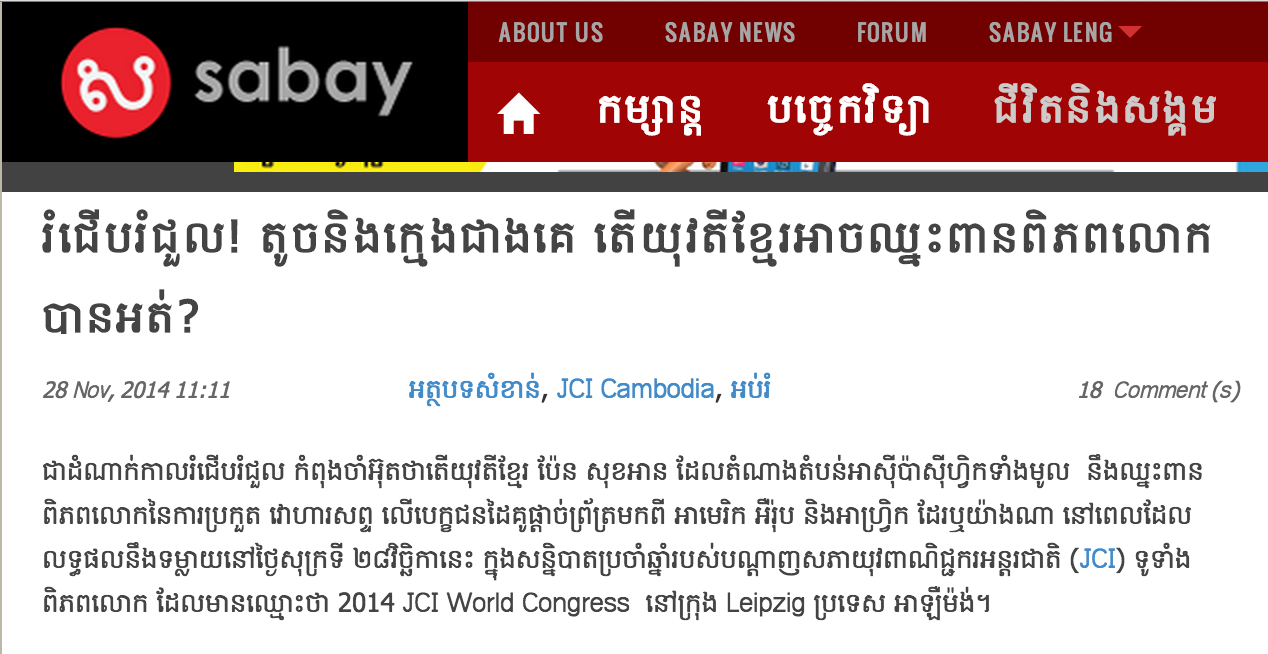 ABOUT US SABAY NEWS FORUM SABAY LENG
sabay
កម្សាន្ត បច្ចេកវិទ្យា ជីវិតនិងសង្គម
រំជើបរំជួល! តូចនិងក្មេងជាងគេ តើយុវតីខ្មែរអាចឈ្នះពានពិភពលោក
បានអត់?
28 Nov, 2014 11:11 អត្ថបទសំខាន់, JCI Cambodia, អប់រំ 18 Comment (s)
ជាដំណាក់កាលរំជើបរំជួល កំពុងចាំអ៊ុតថាតើយុវតីខ្មែរ ប៉ែន សុខអាន ដែលតំណាងតំបន់អាស៊ីប៉ាស៊ីហ្វិកទាំងមូល នឹងឈ្នះពាន
ពិភពលោកនៃការប្រកួត វោហារសព្ទ លើបេក្ខជនដៃគូផ្តាច់ព្រ័ត្រមកពី អាមេរិក អឺរ៉ុប និងអាហ្វ្រិក ដែរឬយ៉ាងណា នៅពេលដែល
លទ្ធផលនឹងទម្លាយនៅថ្ងៃសុក្រទី ២៨វិច្ឆិកានេះ ក្នុងសន្និបាតប្រចាំឆ្នាំរបស់បណ្តាញសភាយុវពាណិជ្ជករអន្តរជាតិ (JCI) ទូទាំង
ពិភពលោក ដែលមានឈ្មោះថា 2014 JCI World Congress នៅក្រុង Leipzig ប្រទេស អាឡឺម៉ង់។